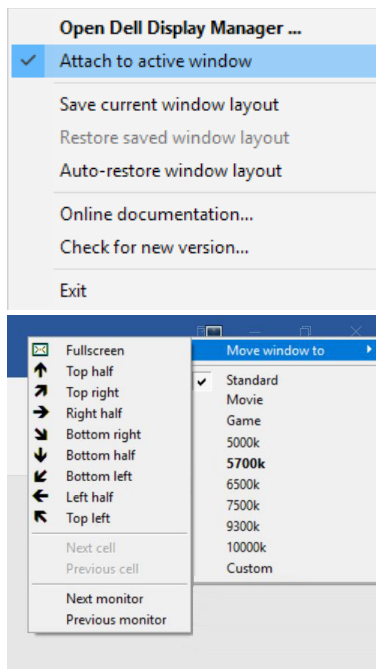 Open Dell Display Manager ...
Attach to active window
Save current window layout
Restore saved window layout
Auto-restore window layout
Online documentation...
Check for new version...
Exit
Fullscreen
Top half
Top right
Right half
Bottom right
Bottom half
Bottom left
Left half
Top left
Next cell
Previous cell
Next monitor
Previous monitor
Move window to
Standard
Movie
Game
5000k
5700k
6500k
7500k
9300k
10000k
Custom